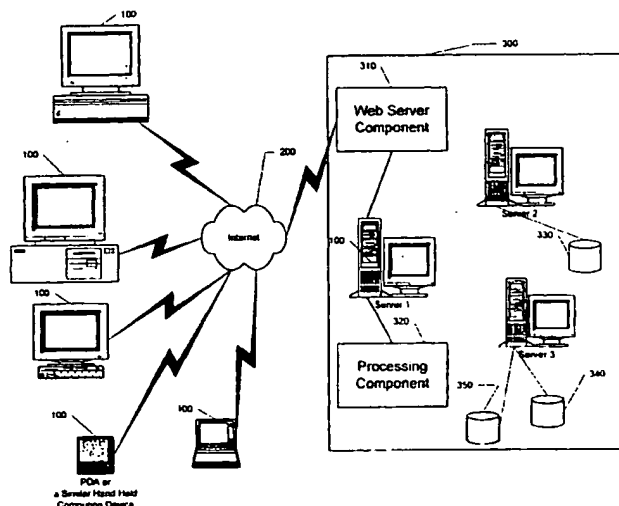 100
300
310
Web Server
Component
100
200
Internet
Server 2
330
100
Server 1
100
320
Processing
Component
Server 3
350
340
100
100
PDA or
a Similar Hand Held
Computing Device